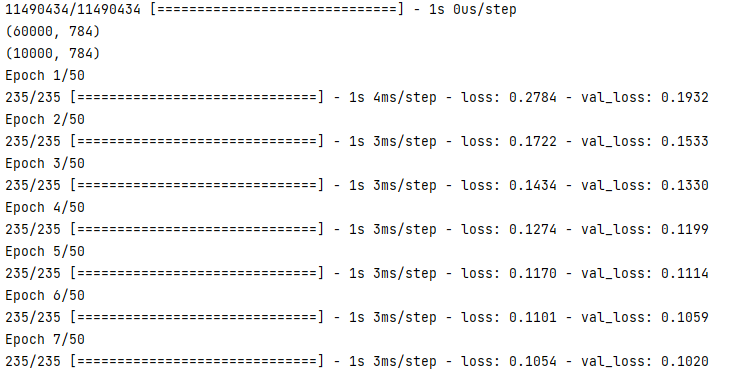 11490434/11490434 [==============================] - 1s 0us/step
(60000, 784)
(10000, 784)
Epoch 1/50
235/235 [==============================] - 1s 4ms/step - loss: 0.2784 - val_loss: 0.1932
Epoch 2/50
235/235 [==============================] - 1s 3ms/step - loss: 0.1722 - val_loss: 0.1533
Epoch 3/50
235/235 [==============================] - 1s 3ms/step - loss: 0.1434 - val_loss: 0.1330
Epoch 4/50
235/235 [==============================] - 1s 3ms/step - loss: 0.1274 - val_loss: 0.1199
Epoch 5/50
235/235 [==============================] - 1s 3ms/step - loss: 0.1170 - val_loss: 0.1114
Epoch 6/50
235/235 [==============================] - 1s 3ms/step - loss: 0.1101 - val_loss: 0.1059
Epoch 7/50
235/235 [==============================] - 1s 3ms/step - loss: 0.1054 - val_loss: 0.1020